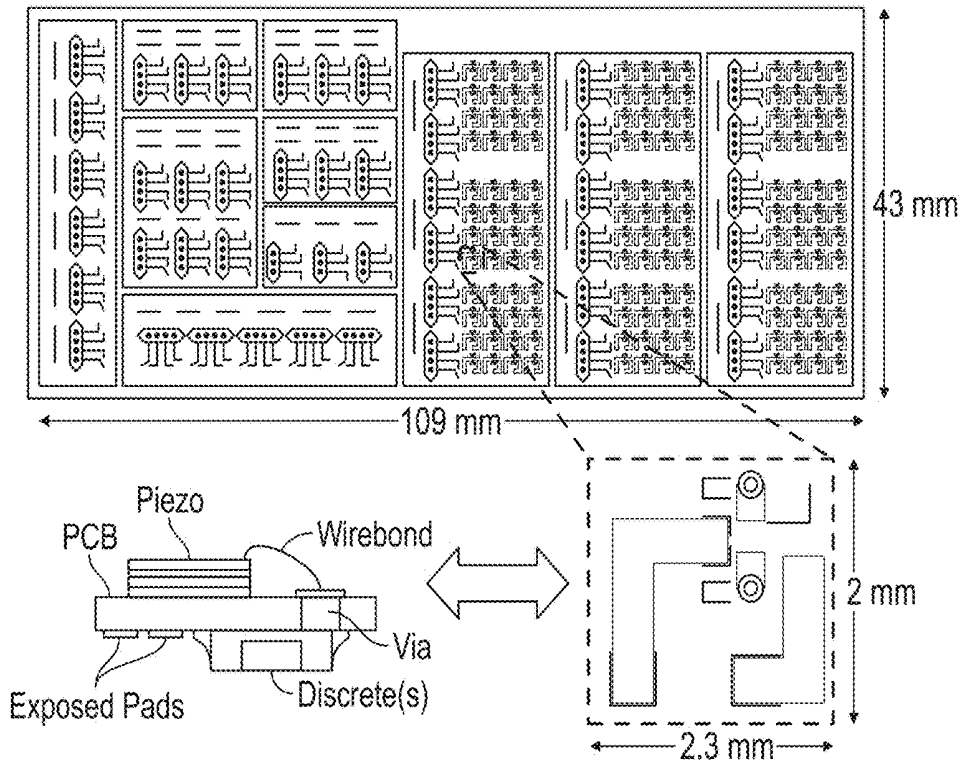 43 mm
109 mm
Piezo
PCB
Wirebond
Via
Exposed Pads
Discrete(s)
2 mm
2.3 mm